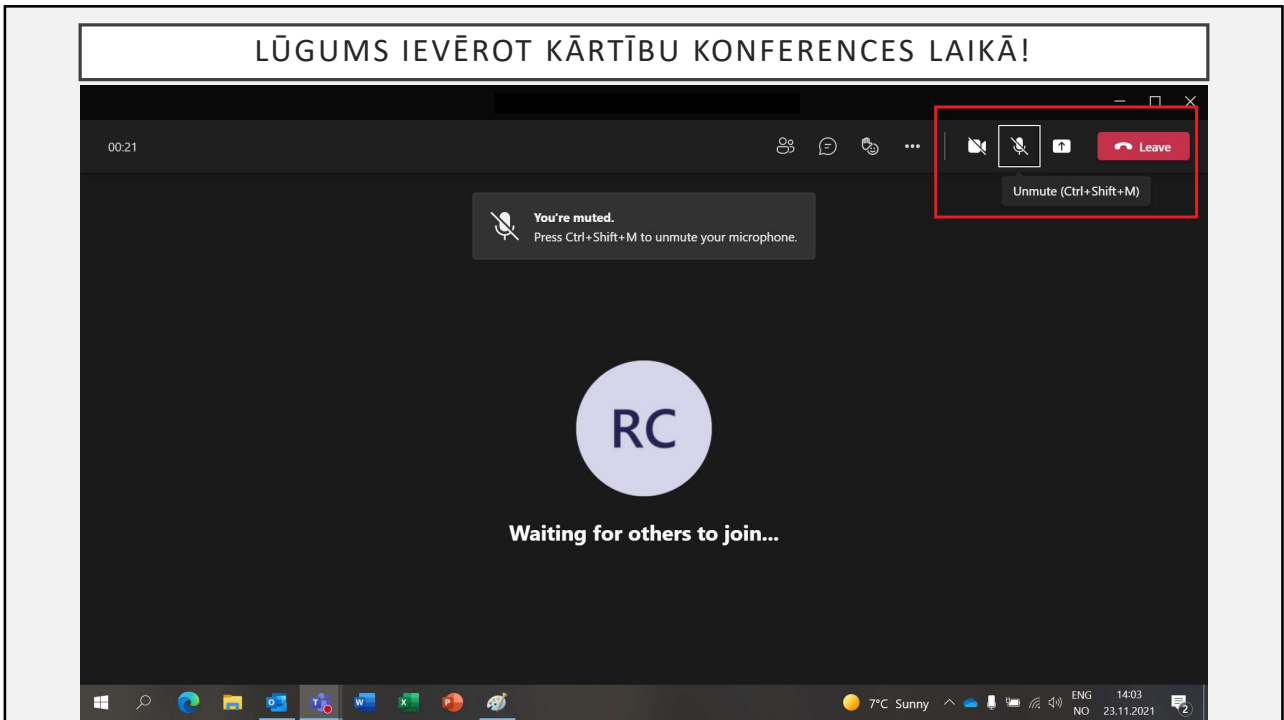 LŪGUMS IEVĒROT KĀRTĪBU KONFERENCES LAIKĀ!
00:21
Leave
Unmute (Ctrl+Shift+M)
You're muted.
Press Ctrl+Shift+M to unmute your microphone.
RC
Waiting for others to join...
7°C Sunny
ENG
NO
14:03
23.11.2021
2